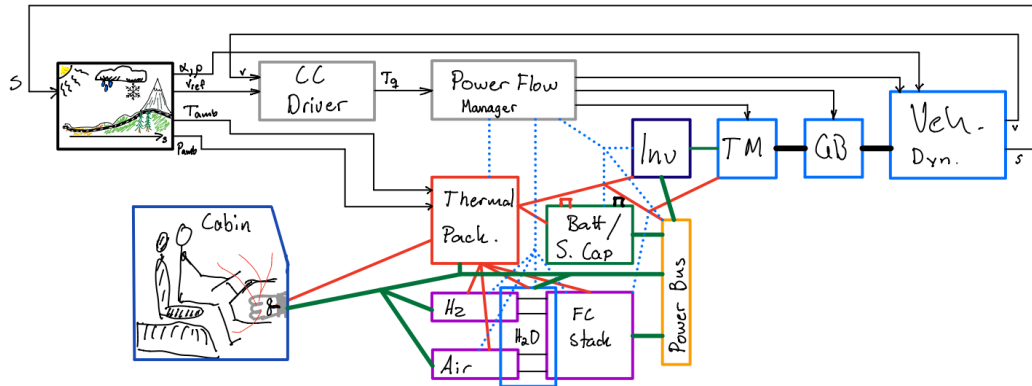 S
α, ρ
v_ref
T_amb
P_amb
s
v
CC
Driver
T_q
Power Flow
Manager
Inv
TM
GB
Veh.
Dyn.
v
s
Thermal
Pack.
Batt/
S. Cap
Power Bus
Cabin
H2
Air
H2O
FC
Stack